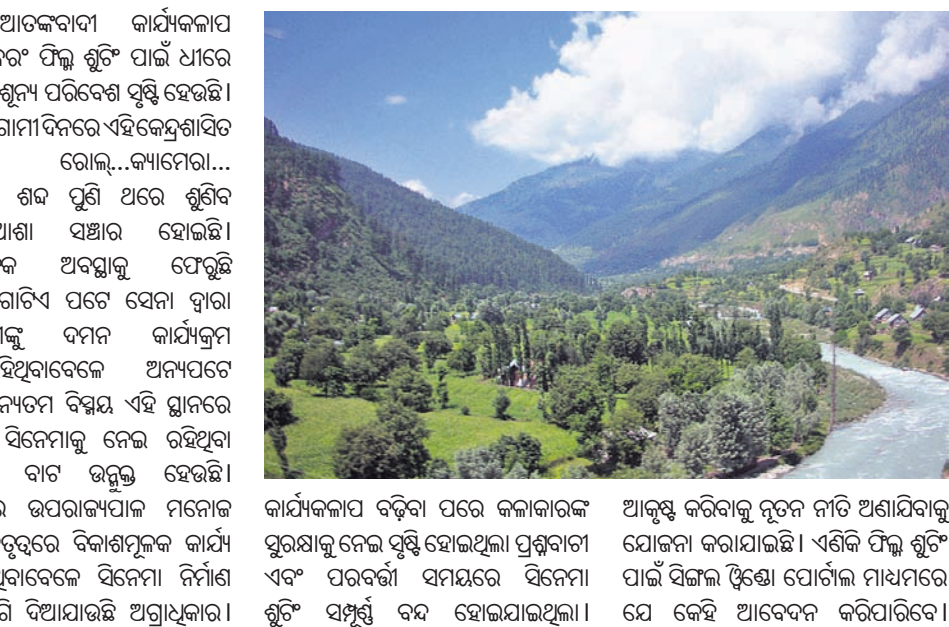 ଆତଙ୍କବାଦୀ କାର୍ଯ୍ୟକଳାପ
ଫିଲ୍ମ ଶୁଟିଂ ପାଇଁ ଧୀରେ
ପରିବେଶ ସୃଷ୍ଟି ହେଉଛି।
ଦିନରେ ଏହି କେନ୍ଦ୍ରଶାସିତ
ରୋଲ୍...କ୍ୟାମେରା...
ଶବ୍ଦ ପୁଣି ଥରେ ଶୁଣିବ
ସଞ୍ଚାର ହୋଇଛି।
ଅବସ୍ଥାକୁ ଫେରୁଛି
ଗୋଟିଏ ପଟେ ସେନା ଦ୍ୱାରା
ଦମନ କାର୍ଯ୍ୟକ୍ରମ
ଅନ୍ୟପଟେ
ବିସ୍ମୟ ଏହି ସ୍ଥାନରେ
ସିନେମାକୁ ନେଇ ରହିଥିବା
ବାଟ ଉନ୍ମୁକ୍ତ ହେଉଛି।
ଉପରାଜ୍ୟପାଳ ମନୋଜ
ବିକାଶମୂଳକ କାର୍ଯ୍ୟ
ସିନେମା ନିର୍ମାଣ
ଦିଆଯାଉଛି ଅଗ୍ରାଧିକାର।
କାର୍ଯ୍ୟକଳାପ ବଢ଼ିବା ପରେ କଳାକାରଙ୍କ
ସୁରକ୍ଷାକୁ ନେଇ ସୃଷ୍ଟି ହୋଇଥିଲା ପ୍ରଶ୍ନବାଚୀ
ଏବଂ ପରବର୍ତ୍ତୀ ସମୟରେ ସିନେମା
ଶୁଟିଂ ସମ୍ପୂର୍ଣ୍ଣ ବନ୍ଦ ହୋଇଯାଇଥିଲା।
ଆକୃଷ୍ଟ କରିବାକୁ ନୂତନ ନୀତି ଅଣାଯିବାକୁ
ଯୋଜନା କରାଯାଇଛି। ଏଣିକି ଫିଲ୍ମ ଶୁଟିଂ
ପାଇଁ ସିଙ୍ଗଲ ୱିଣ୍ଡୋ ପୋର୍ଟାଲ ମାଧ୍ୟମରେ
ଯେ କେହି ଆବେଦନ କରିପାରିବେ।